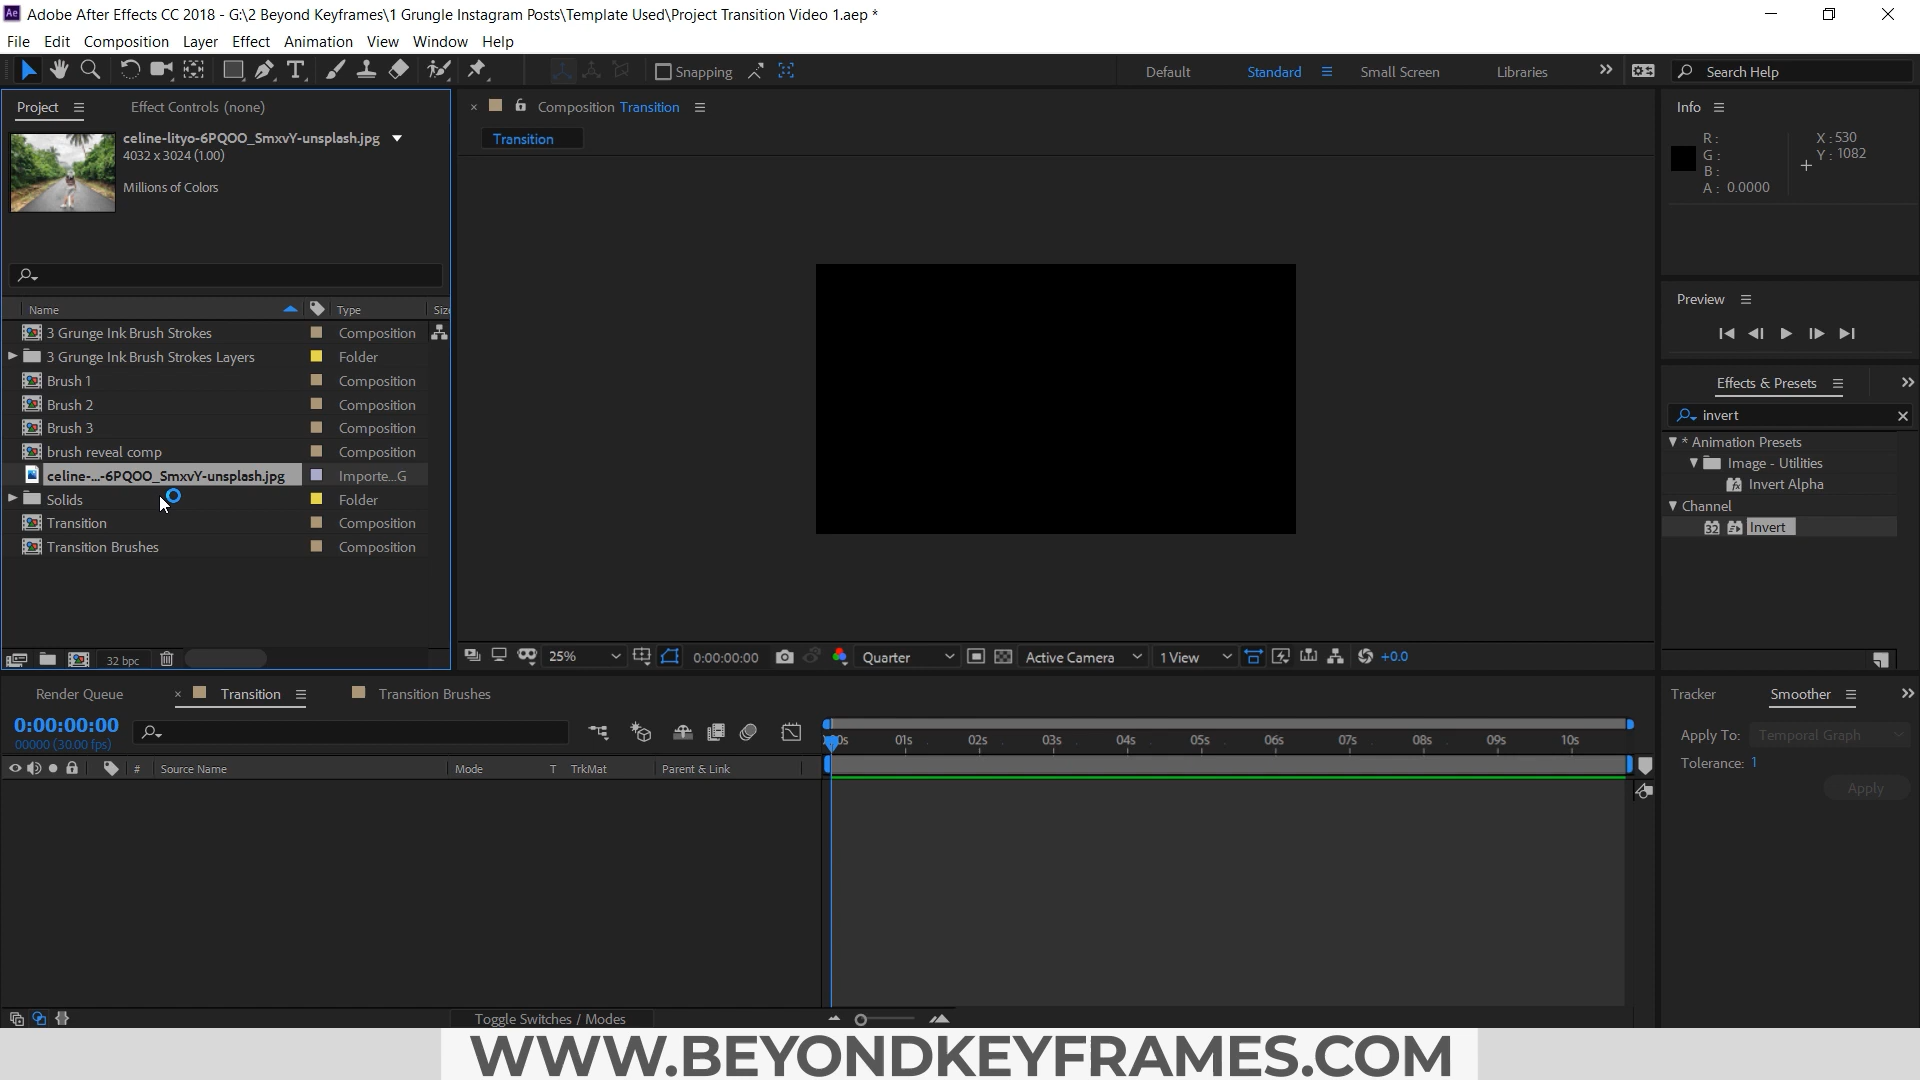 Ae Adobe After Effects CC 2018 - G:\2 Beyond Keyframes\1 Grungle Instagram Posts\Template Used\Project Transition Video 1.aep *
File Edit Composition Layer Effect Animation View Window Help
Snapping Default Standard Small Screen Libraries Search Help
Project Effect Controls (none)
celine-lityo-6PQOO_SmxvY-unsplash.jpg
4032 x 3024 (1.00)
Millions of Colors
Name Type Siz
3 Grunge Ink Brush Strokes Composition
3 Grunge Ink Brush Strokes Layers Folder
Brush 1 Composition
Brush 2 Composition
Brush 3 Composition
brush reveal comp Composition
celine-...-6PQOO_SmxvY-unsplash.jpg Importe...G
Solids Folder
Transition Composition
Transition Brushes Composition
32 bpc
Composition Transition
Transition
25% 0:00:00:00 Quarter Active Camera 1 View +0.0
Info
R: X: 530
G: Y: 1082
B:
A: 0.0000
Preview
Effects & Presets
invert
* Animation Presets
Image - Utilities
Invert Alpha
Channel
32 Invert
Render Queue Transition Transition Brushes
0:00:00:00
00000 (30.00 fps)
# Source Name Mode T TrkMat Parent & Link
0s 01s 02s 03s 04s 05s 06s 07s 08s 09s 10s
Toggle Switches / Modes
Tracker Smoother
Apply To: Temporal Graph
Tolerance: 1
Apply
WWW.BEYONDKEYFRAMES.COM